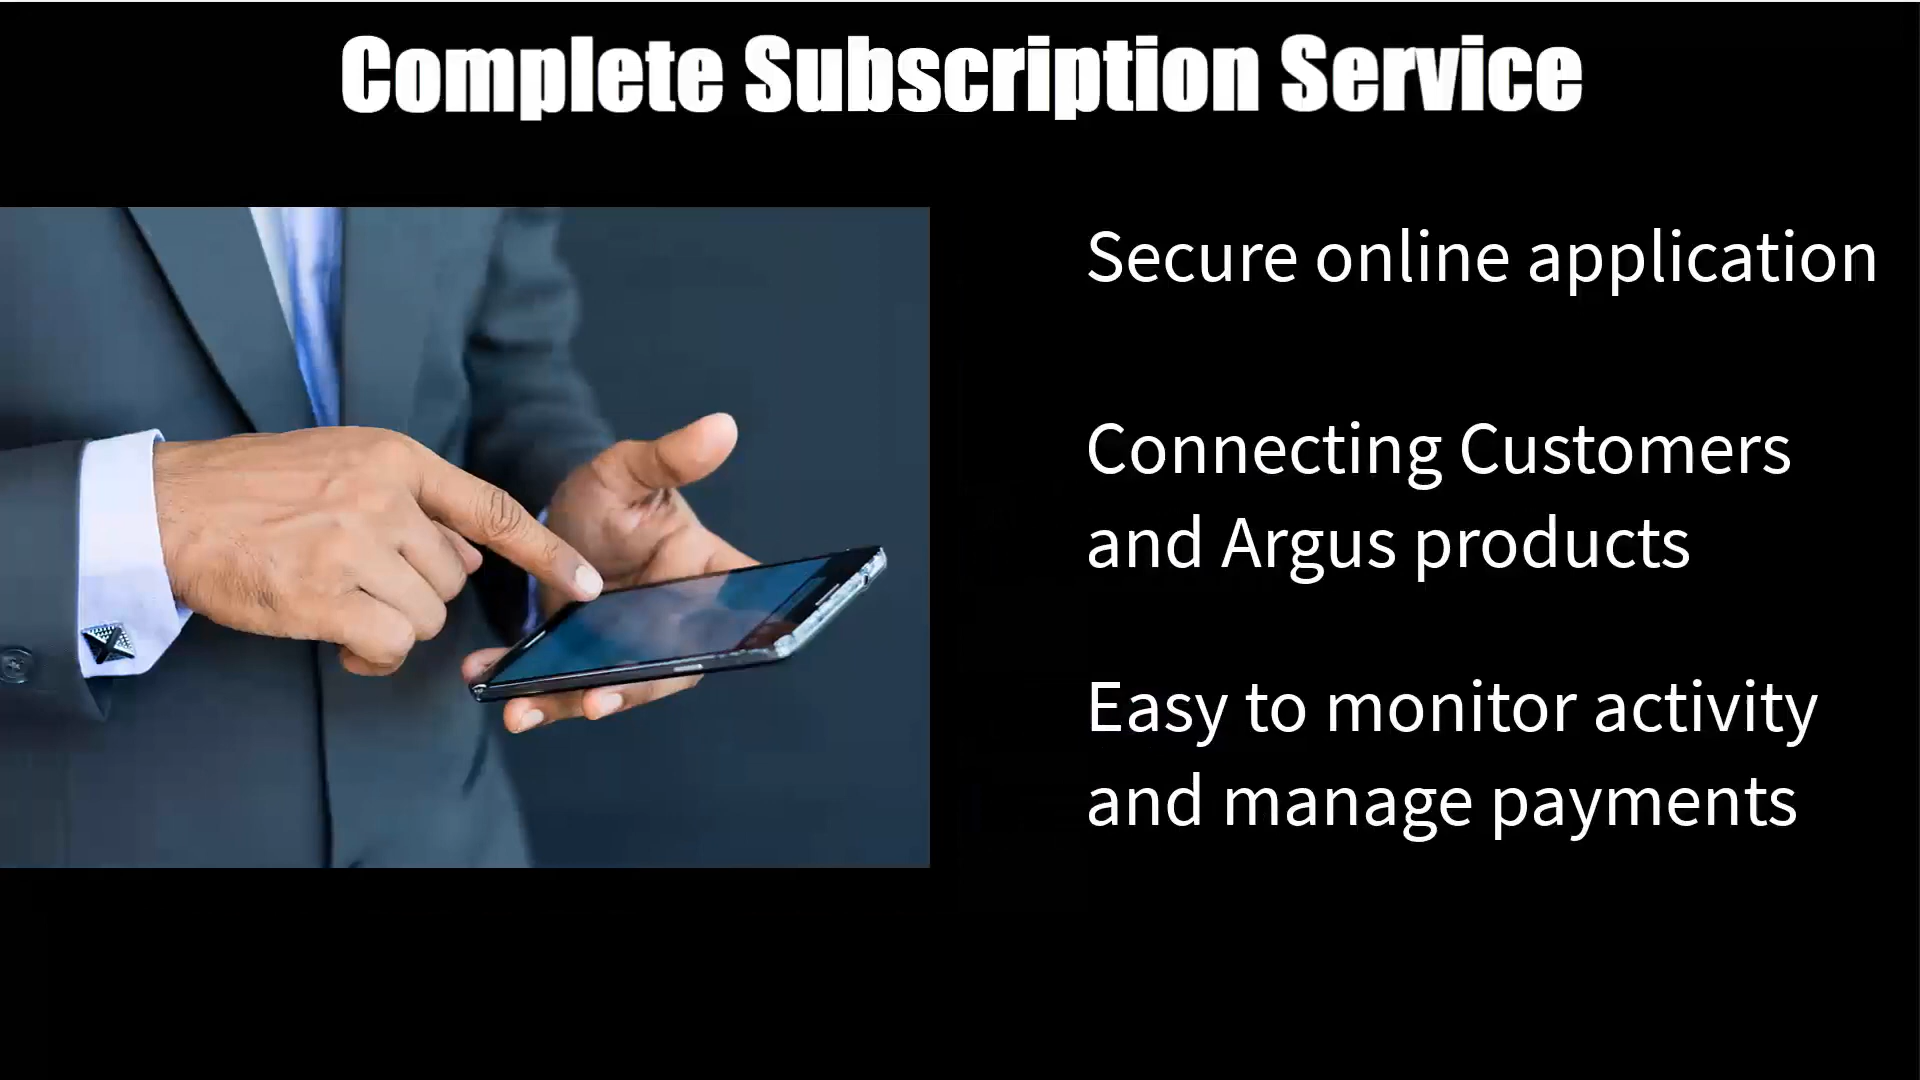 Complete Subscription Service
Secure online application
Connecting Customers
and Argus products
Easy to monitor activity
and manage payments